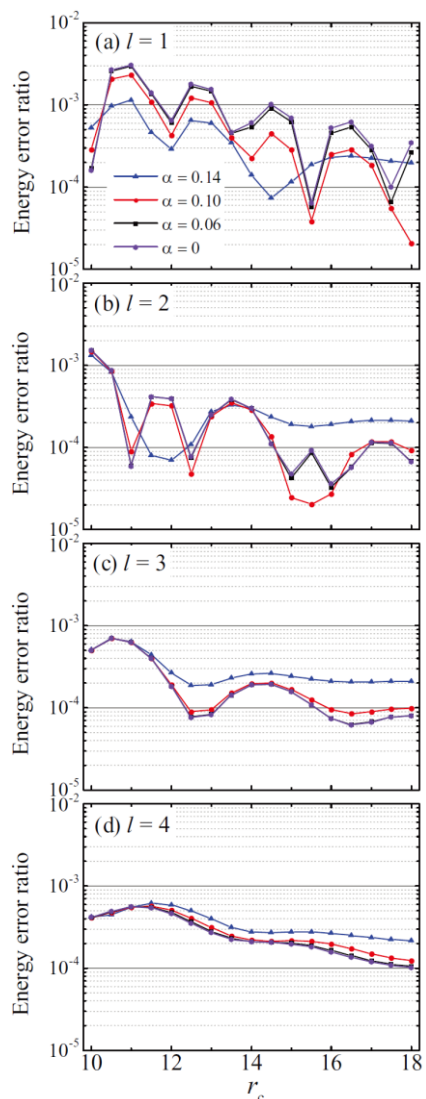 10⁻²
(a) l = 1
10⁻³
Energy error ratio
α = 0.14
α = 0.10
α = 0.06
α = 0
10⁻⁴
10⁻⁵
10⁻²
(b) l = 2
10⁻³
Energy error ratio
10⁻⁴
10⁻⁵
10⁻²
(c) l = 3
10⁻³
Energy error ratio
10⁻⁴
10⁻⁵
10⁻²
(d) l = 4
10⁻³
Energy error ratio
10⁻⁴
10⁻⁵
10 12 14 16 18
r_c